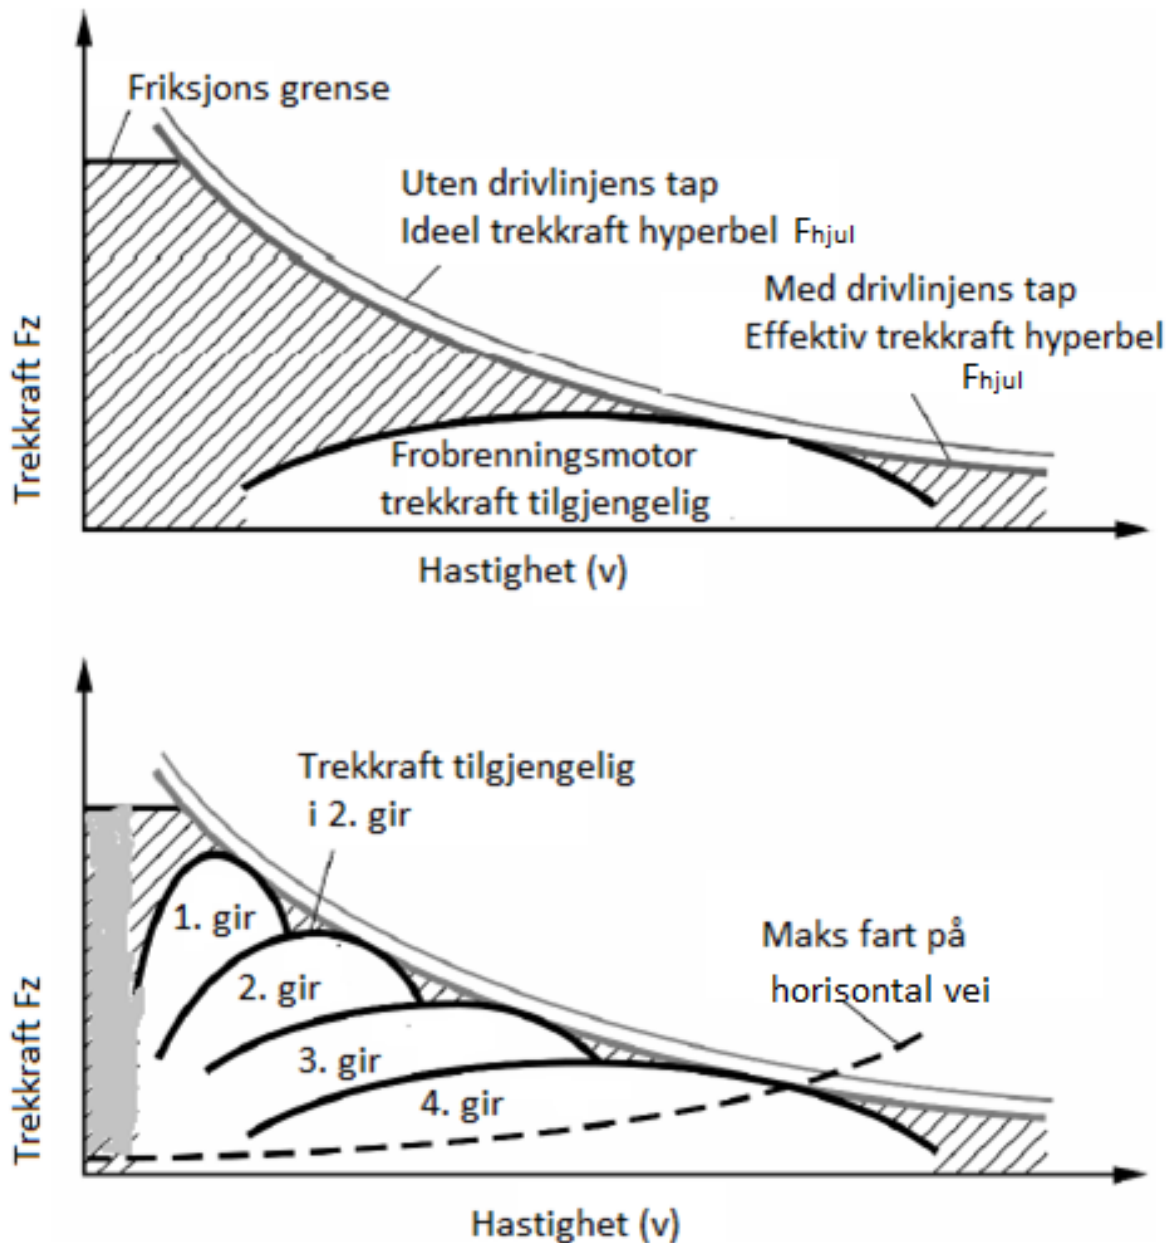 Friksjons grense
Uten drivlinjens tap
Ideel trekkraft hyperbel Fhjul
Med drivlinjens tap
Effektiv trekkraft hyperbel
Fhjul
Trekkraft Fz
Frobrenningsmotor
trekkraft tilgjengelig
Hastighet (v)
Trekkraft tilgjengelig
i 2. gir
1. gir
Maks fart på
horisontal vei
2. gir
3. gir
4. gir
Trekkraft Fz
Hastighet (v)